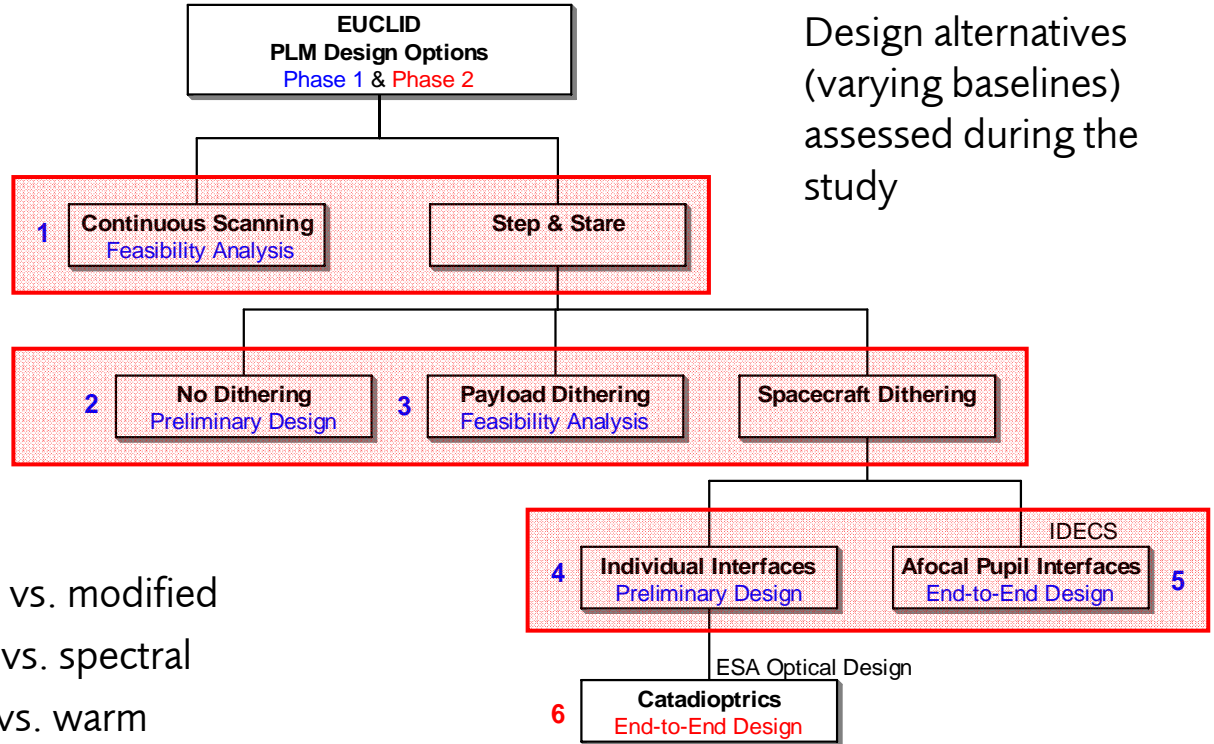 EUCLID
PLM Design Options
Phase 1 & Phase 2
Design alternatives
(varying baselines)
assessed during the
study
1
Continuous Scanning
Feasibility Analysis
Step & Stare
2
No Dithering
Preliminary Design
3
Payload Dithering
Feasibility Analysis
Spacecraft Dithering
IDECS
4
Individual Interfaces
Preliminary Design
Afocal Pupil Interfaces
End-to-End Design
5
vs. modified
vs. spectral
vs. warm
ESA Optical Design
6
Catadioptrics
End-to-End Design